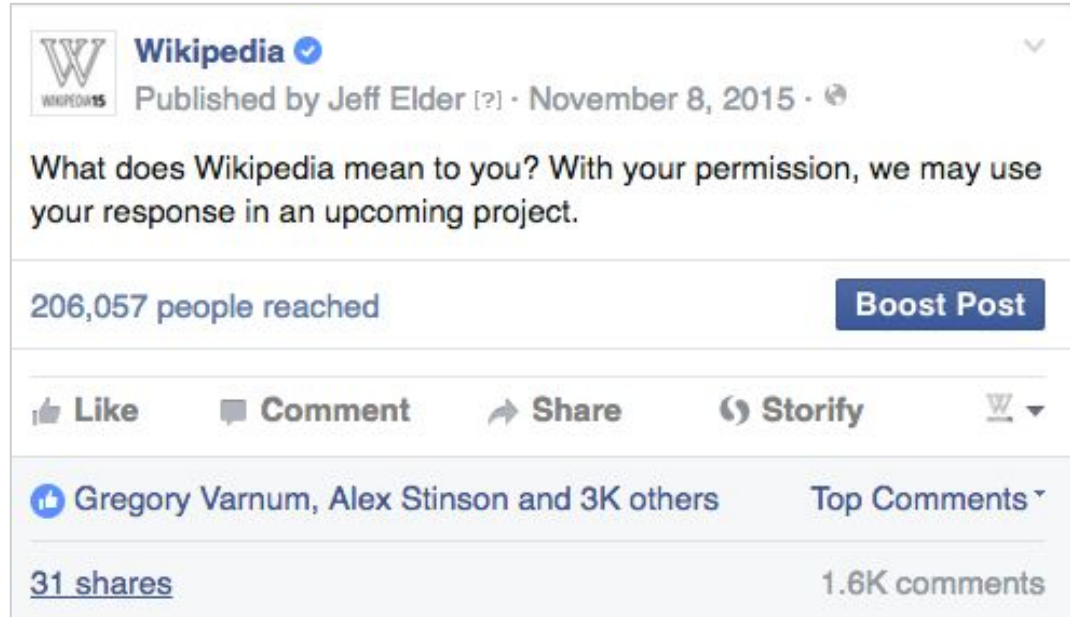 Wikipedia
WIKIPEDIA15
Published by Jeff Elder [?] · November 8, 2015 ·
What does Wikipedia mean to you? With your permission, we may use
your response in an upcoming project.
206,057 people reached
Boost Post
Like Comment Share Storify W
Gregory Varnum, Alex Stinson and 3K others Top Comments
31 shares 1.6K comments